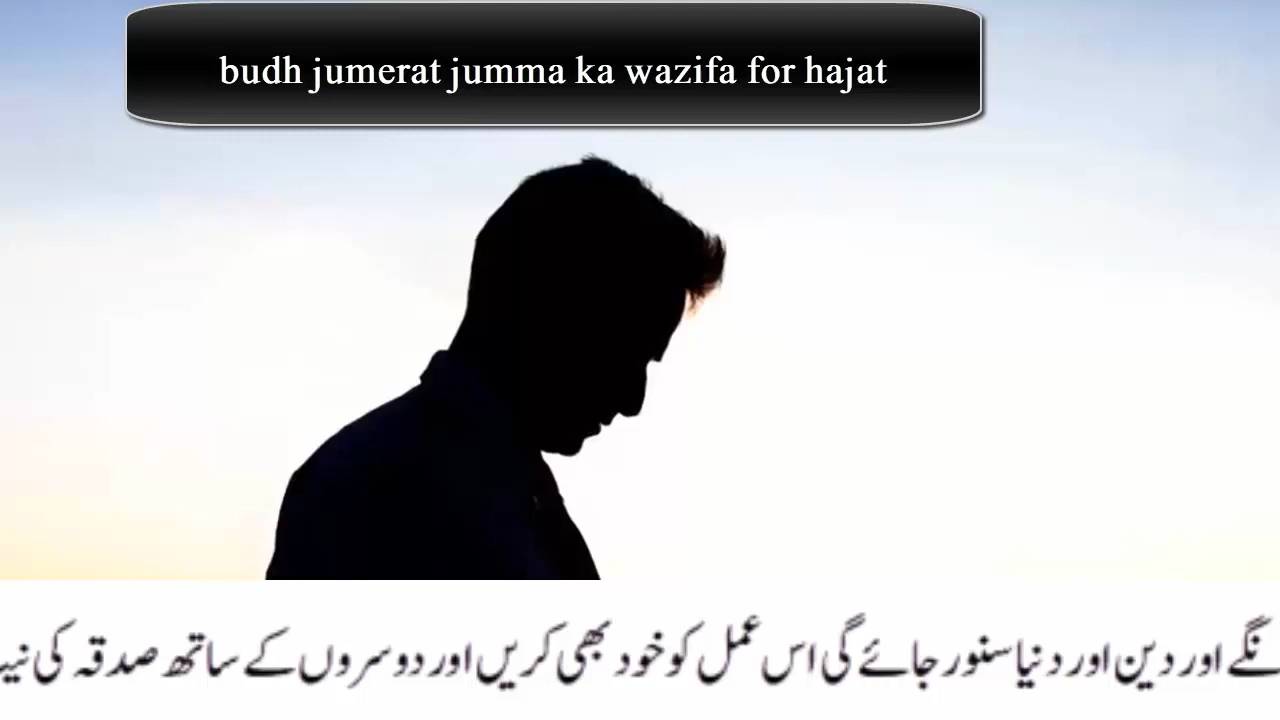 budh jumerat jumma ka wazifa for hajat
اور دین اور دنیا سنور جائے گی اس عمل کو خود بھی کریں اور دوسروں کے ساتھ صدقہ کی